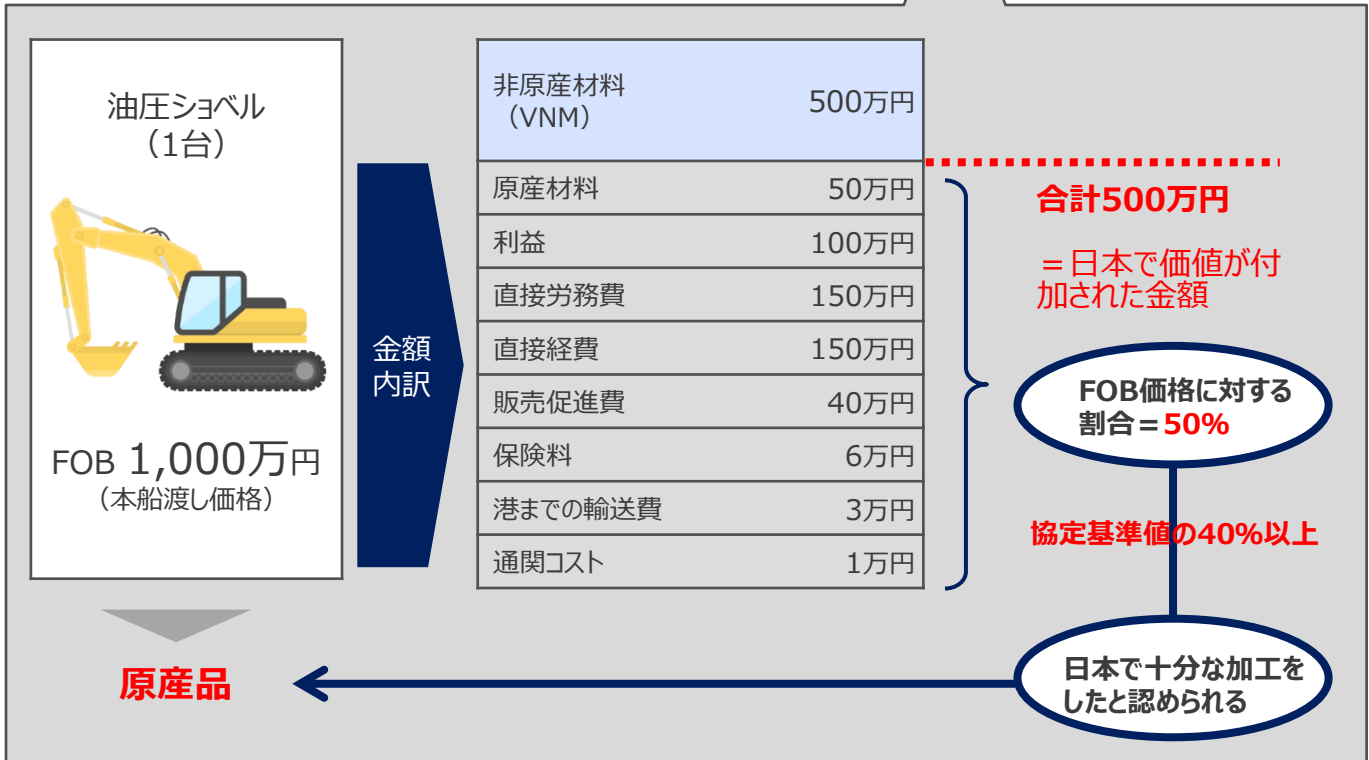 油圧ショベル
（1台）
FOB 1,000万円
（本船渡し価格）
原産品
金額
内訳
非原産材料
（VNM）
500万円
原産材料 50万円
利益 100万円
直接労務費 150万円
直接経費 150万円
販売促進費 40万円
保険料 6万円
港までの輸送費 3万円
通関コスト 1万円
合計500万円
＝日本で価値が付
加された金額
FOB価格に対する
割合＝50%
協定基準値の40%以上
日本で十分な加工を
したと認められる